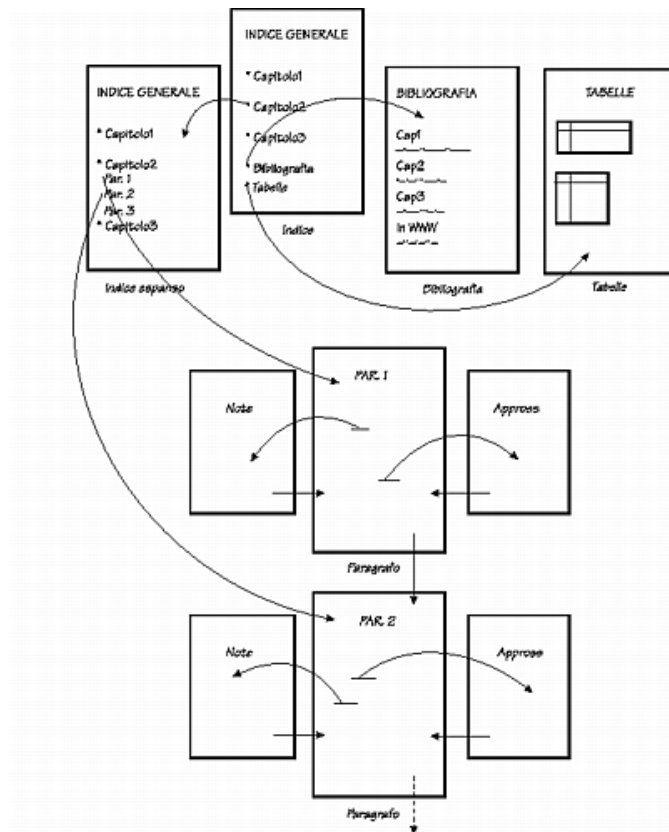 INDICE GENERALE
* Capitolo1
* Capitolo2
Par. 1
Par. 2
Par. 3
* Capitolo3
Indice espanso
INDICE GENERALE
* Capitolo1
* Capitolo2
* Capitolo3
* Bibliografia
* Tabelle
Indice
BIBLIOGRAFIA
Cap1
Cap2
Cap3
In WWW
Bibliografia
TABELLE
Tabelle
Note
PAR. 1
Appross
Paragrafo
Note
PAR. 2
Appross
Paragrafo